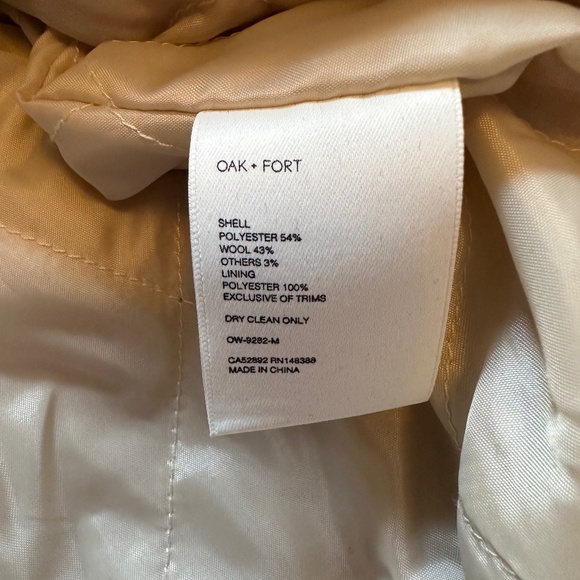 OAK + FORT
SHELL
POLYESTER 54%
WOOL 43%
OTHERS 3%
LINING
POLYESTER 100%
EXCLUSIVE OF TRIMS
DRY CLEAN ONLY
OW-9282-M
CA52892 RN146388
MADE IN CHINA